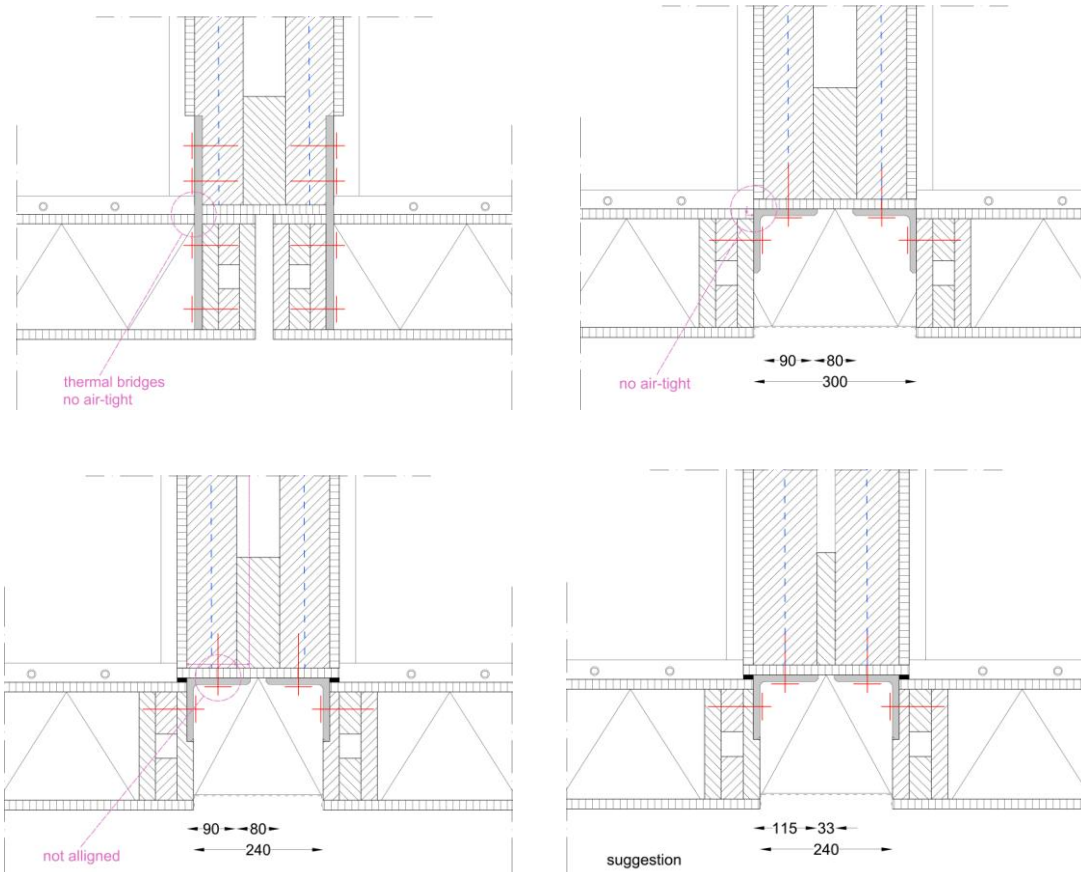 thermal bridges
no air-tight
no air-tight
90 80
300
not alligned
90 80
240
suggestion
115 33
240